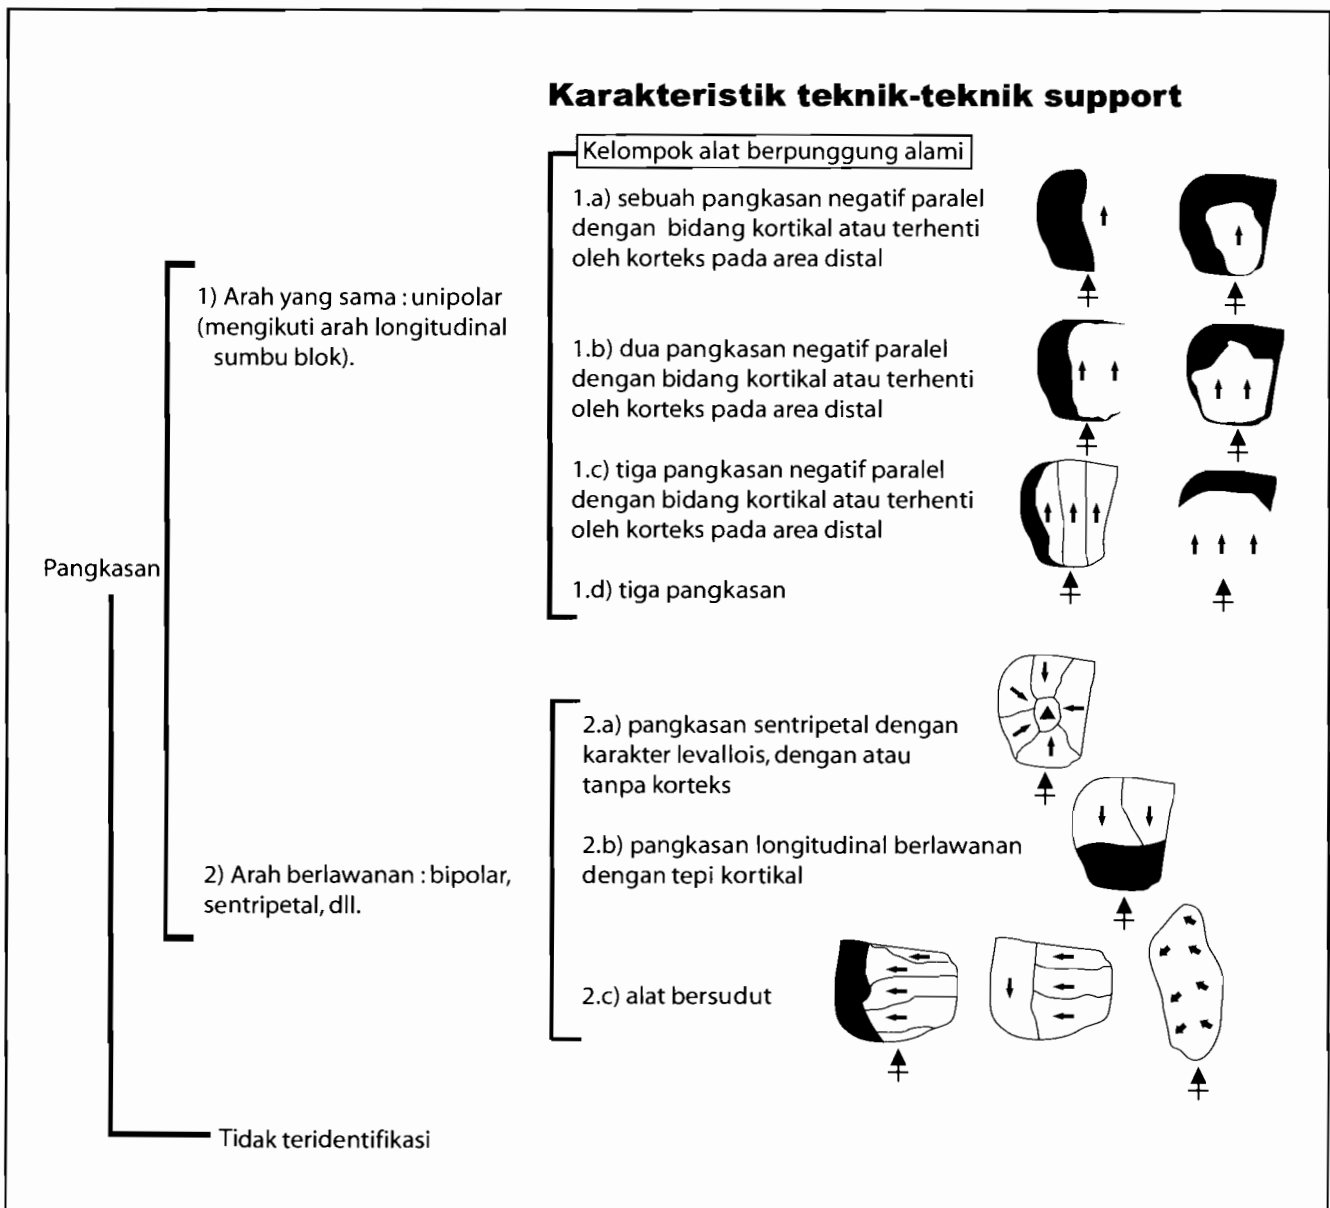 Karakteristik teknik-teknik support
Kelompok alat berpunggung alami
1.a) sebuah pangkasan negatif paralel
dengan bidang kortikal atau terhenti
oleh korteks pada area distal
1) Arah yang sama : unipolar
(mengikuti arah longitudinal
sumbu blok).
1.b) dua pangkasan negatif paralel
dengan bidang kortikal atau terhenti
oleh korteks pada area distal
1.c) tiga pangkasan negatif paralel
dengan bidang kortikal atau terhenti
oleh korteks pada area distal
Pangkasan
1.d) tiga pangkasan
2.a) pangkasan sentripetal dengan
karakter levallois, dengan atau
tanpa korteks
2.b) pangkasan longitudinal berlawanan
dengan tepi kortikal
2) Arah berlawanan : bipolar,
sentripetal, dll.
2.c) alat bersudut
Tidak teridentifikasi